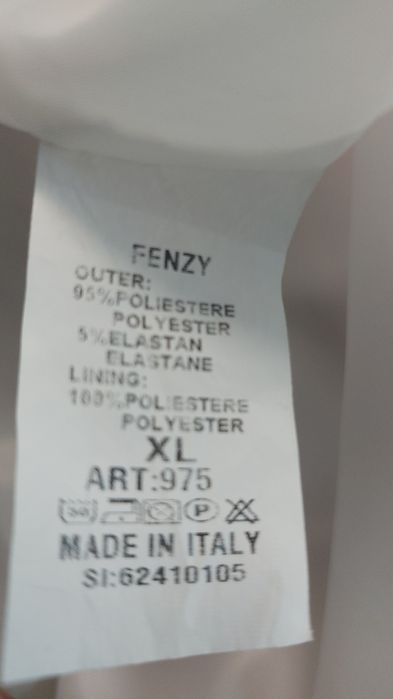 FENZY
OUTER:
95%POLIESTERE
POLYESTER
5%ELASTAN
ELASTANE
LINING:
100%POLIESTERE
POLYESTER
XL
ART:975
30 P
MADE IN ITALY
SI:62410105